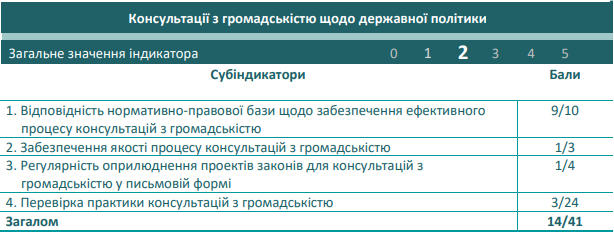 Консультації з громадськістю щодо державної політики
Загальне значення індикатора 0 1 2 3 4 5
Субіндикатори Бали
1. Відповідність нормативно-правової бази щодо забезпечення ефективного 9/10
процесу консультацій з громадськістю
2. Забезпечення якості процесу консультацій з громадськістю 1/3
3. Регулярність оприлюднення проектів законів для консультацій з 1/4
громадськістю у письмовій формі
4. Перевірка практики консультацій з громадськістю 3/24
Загалом 14/41